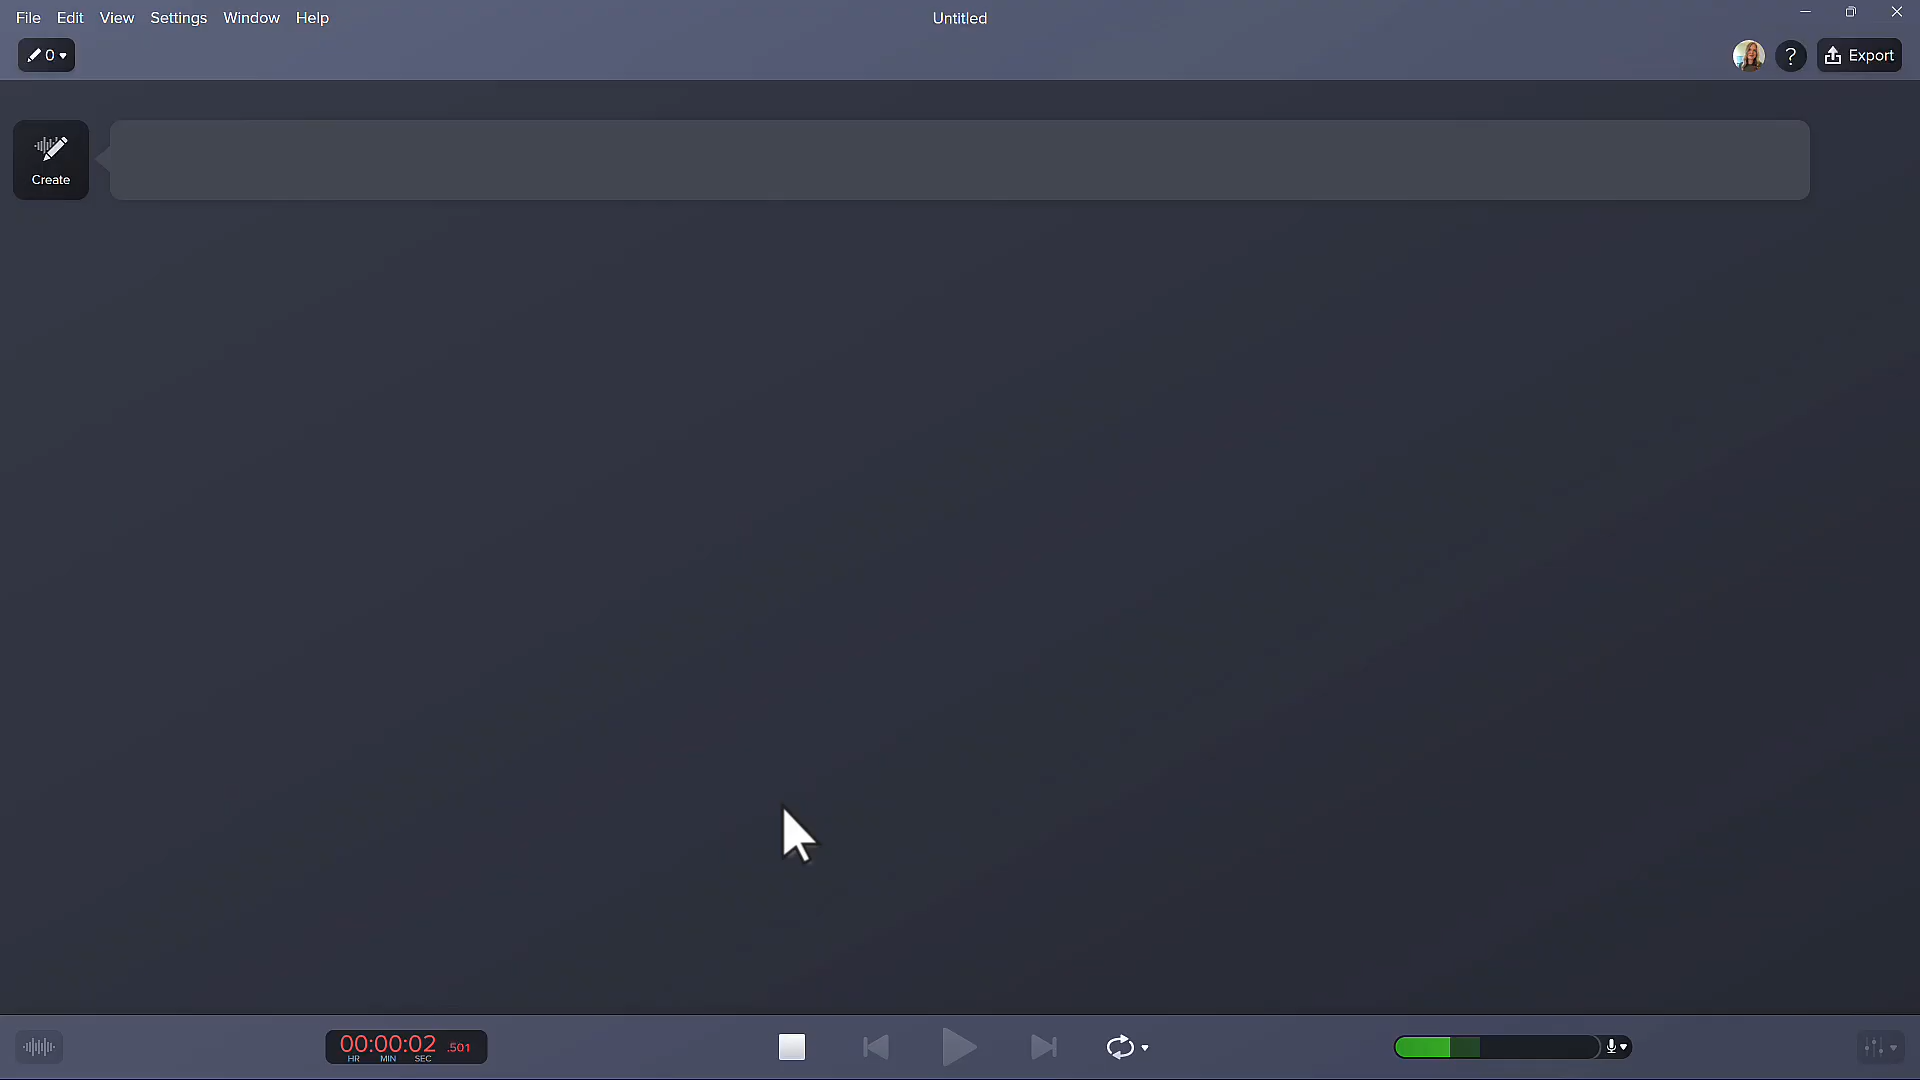 File Edit View Settings Window Help
Untitled
0
?
Export
Create
00:00:02 .501
HR MIN SEC